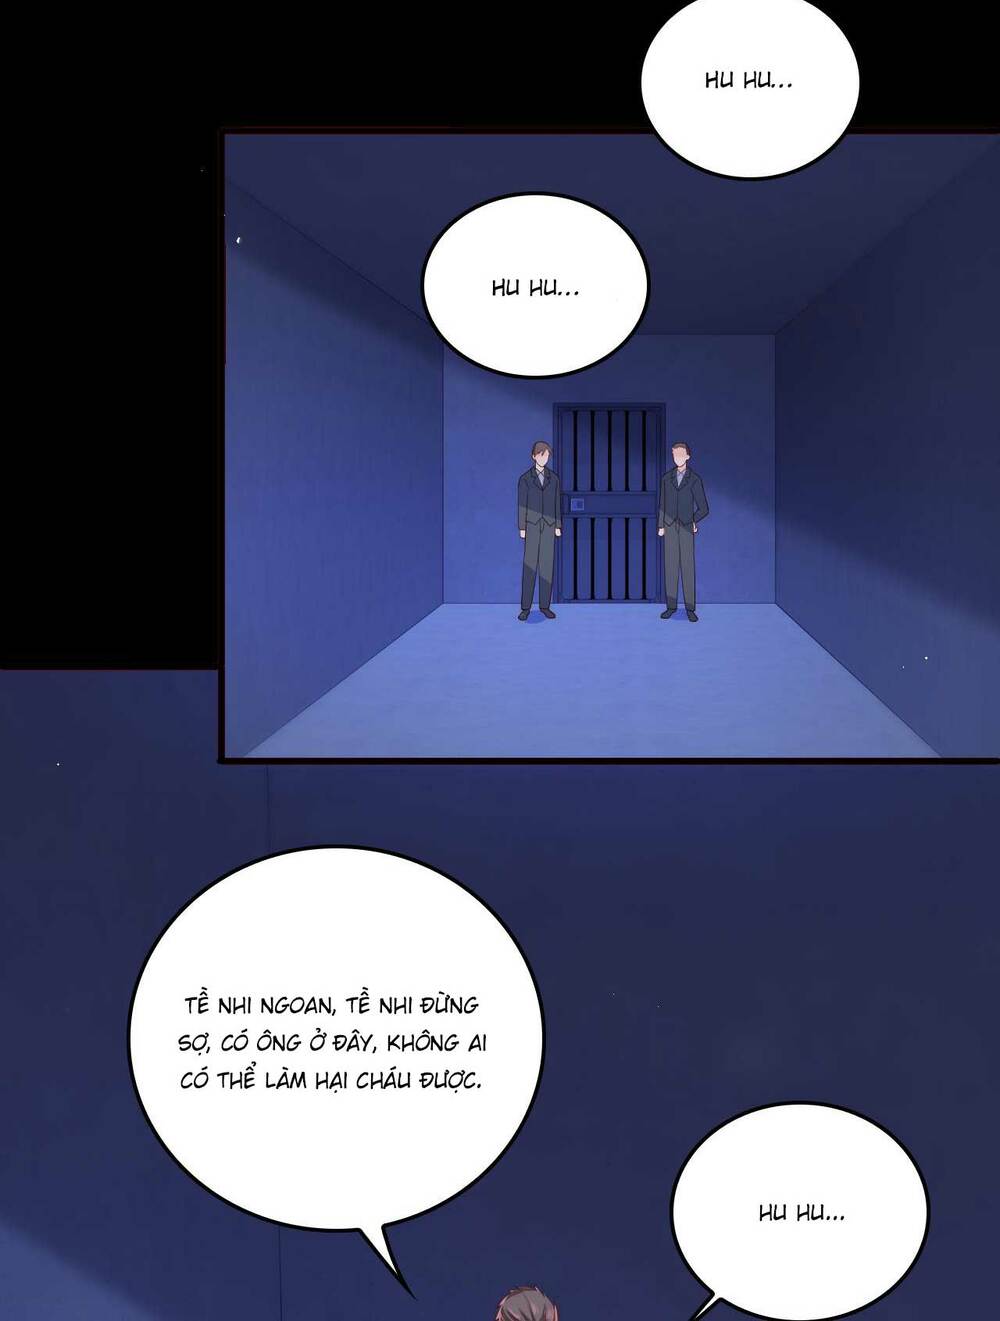 HU HU...
HU HU...
TỀ NHI NGOAN, TỀ NHI ĐỪNG
SỢ, CÓ ÔNG Ở ĐÂY, KHÔNG AI
CÓ THỂ LÀM HẠI CHÁU ĐƯỢC.
HU HU...